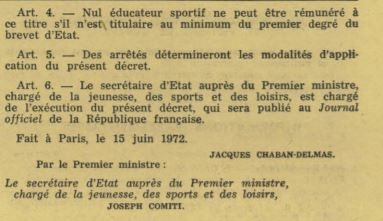 Art. 4. — Nul éducateur sportif ne peut être rémunéré à
ce titre s'il n'est titulaire au minimum du premier degré du
brevet d'Etat.
Art. 5. — Des arrêtés détermineront les modalités d'appli-
cation du présent décret.
Art. 6. — Le secrétaire d'Etat auprès du Premier ministre,
chargé de la jeunesse, des sports et des loisirs, est chargé
de l'exécution du présent décret, qui sera publié au Journal
officiel de la République française.
Fait à Paris, le 15 juin 1972.
JACQUES CHABAN-DELMAS.
Par le Premier ministre :
Le secrétaire d'Etat auprès du Premier ministre,
chargé de la jeunesse, des sports et des loisirs,
JOSEPH COMITI.